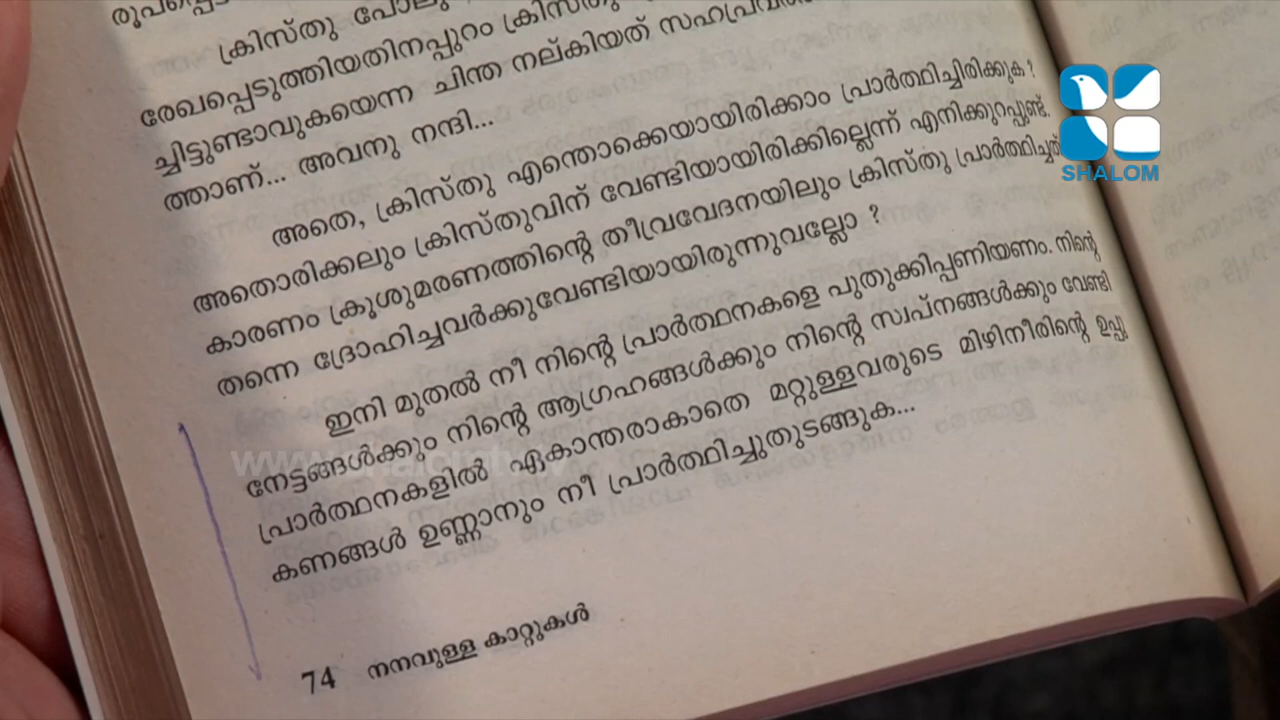 ക്രിസ്തു പോലും
രേഖപ്പെടുത്തിയതിനപ്പുറം ക്രിസ്തു
ച്ചിട്ടുണ്ടാവുകയെന്ന ചിന്ത നല്കിയത്
ത്താണ്... അവനു നന്ദി...
അതെ, ക്രിസ്തു എന്തൊക്കെയായിരിക്കാം പ്രാർത്ഥിച്ചിരിക്കുക?
അതൊരിക്കലും ക്രിസ്തുവിന് വേണ്ടിയായിരിക്കില്ലെന്ന് എനിക്കുറപ്പുണ്ട്.
കാരണം ക്രൂശുമരണത്തിന്റെ തീവ്രവേദനയിലും ക്രിസ്തു പ്രാർത്ഥിച്ചത്
തന്നെ ദ്രോഹിച്ചവർക്കുവേണ്ടിയായിരുന്നുവല്ലോ ?
ഇനി മുതൽ നീ നിന്റെ പ്രാർത്ഥനകളെ പുതുക്കിപ്പണിയണം. നിന്റെ
നേട്ടങ്ങൾക്കും നിന്റെ ആഗ്രഹങ്ങൾക്കും നിന്റെ സ്വപ്നങ്ങൾക്കും വേണ്ടി
പ്രാർത്ഥനകളിൽ ഏകാന്തരാകാതെ മറ്റുള്ളവരുടെ മിഴിനീരിന്റെ ഉപ്പു
കണങ്ങൾ ഉണ്ണാനും നീ പ്രാർത്ഥിച്ചുതുടങ്ങുക...
74 നനവുള്ള കാറ്റുകൾ
SHALOM